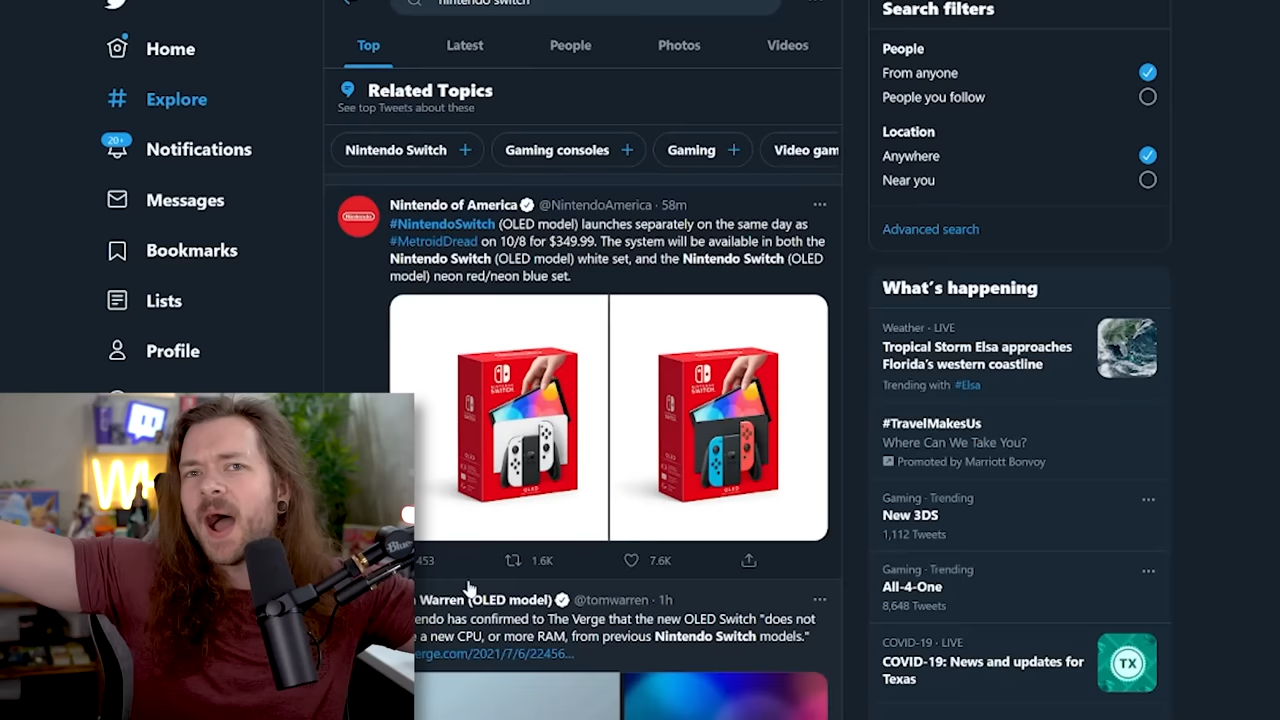 nintendo switch
Home
Explore
20+
Notifications
Messages
Bookmarks
Lists
Profile
Top
Latest
People
Photos
Videos
Related Topics
See top Tweets about these
Nintendo Switch +
Gaming consoles +
Gaming +
Video gam
Nintendo of America @NintendoAmerica · 58m
#NintendoSwitch (OLED model) launches separately on the same day as
#MetroidDread on 10/8 for $349.99. The system will be available in both the
Nintendo Switch (OLED model) white set, and the Nintendo Switch (OLED
model) neon red/neon blue set.
Nintendo
NINTENDO
SWITCH
OLED
NINTENDO
SWITCH
OLED
453
1.6K
7.6K
Warren (OLED model) @tomwarren · 1h
endo has confirmed to The Verge that the new OLED Switch "does not
a new CPU, or more RAM, from previous Nintendo Switch models."
erge.com/2021/7/6/22456...
Blue
Search filters
People
From anyone
People you follow
Location
Anywhere
Near you
Advanced search
What's happening
Weather · LIVE
Tropical Storm Elsa approaches
Florida's western coastline
Trending with #Elsa
#TravelMakesUs
Where Can We Take You?
Promoted by Marriott Bonvoy
Gaming · Trending
New 3DS
1,112 Tweets
Gaming · Trending
All-4-One
8,648 Tweets
COVID-19 · LIVE
COVID-19: News and updates for
Texas
TX